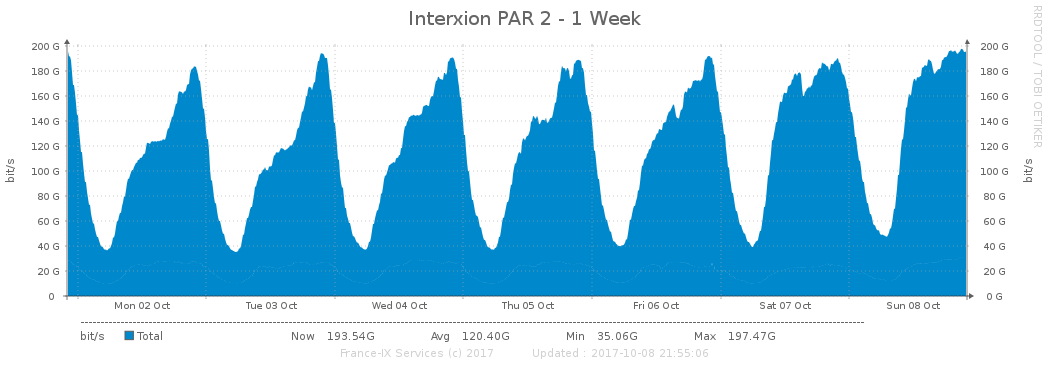 Interxion PAR 2 - 1 Week
RRDTOOL / TOBI OETIKER
bit/s
200 G
180 G
160 G
140 G
120 G
100 G
80 G
60 G
40 G
20 G
0
200 G
180 G
160 G
140 G
120 G
100 G
80 G
60 G
40 G
20 G
0 G
bit/s
Mon 02 Oct Tue 03 Oct Wed 04 Oct Thu 05 Oct Fri 06 Oct Sat 07 Oct Sun 08 Oct
bit/s Total Now 193.54G Avg 120.40G Min 35.06G Max 197.47G
France-IX Services (c) 2017 Updated : 2017-10-08 21:55:06